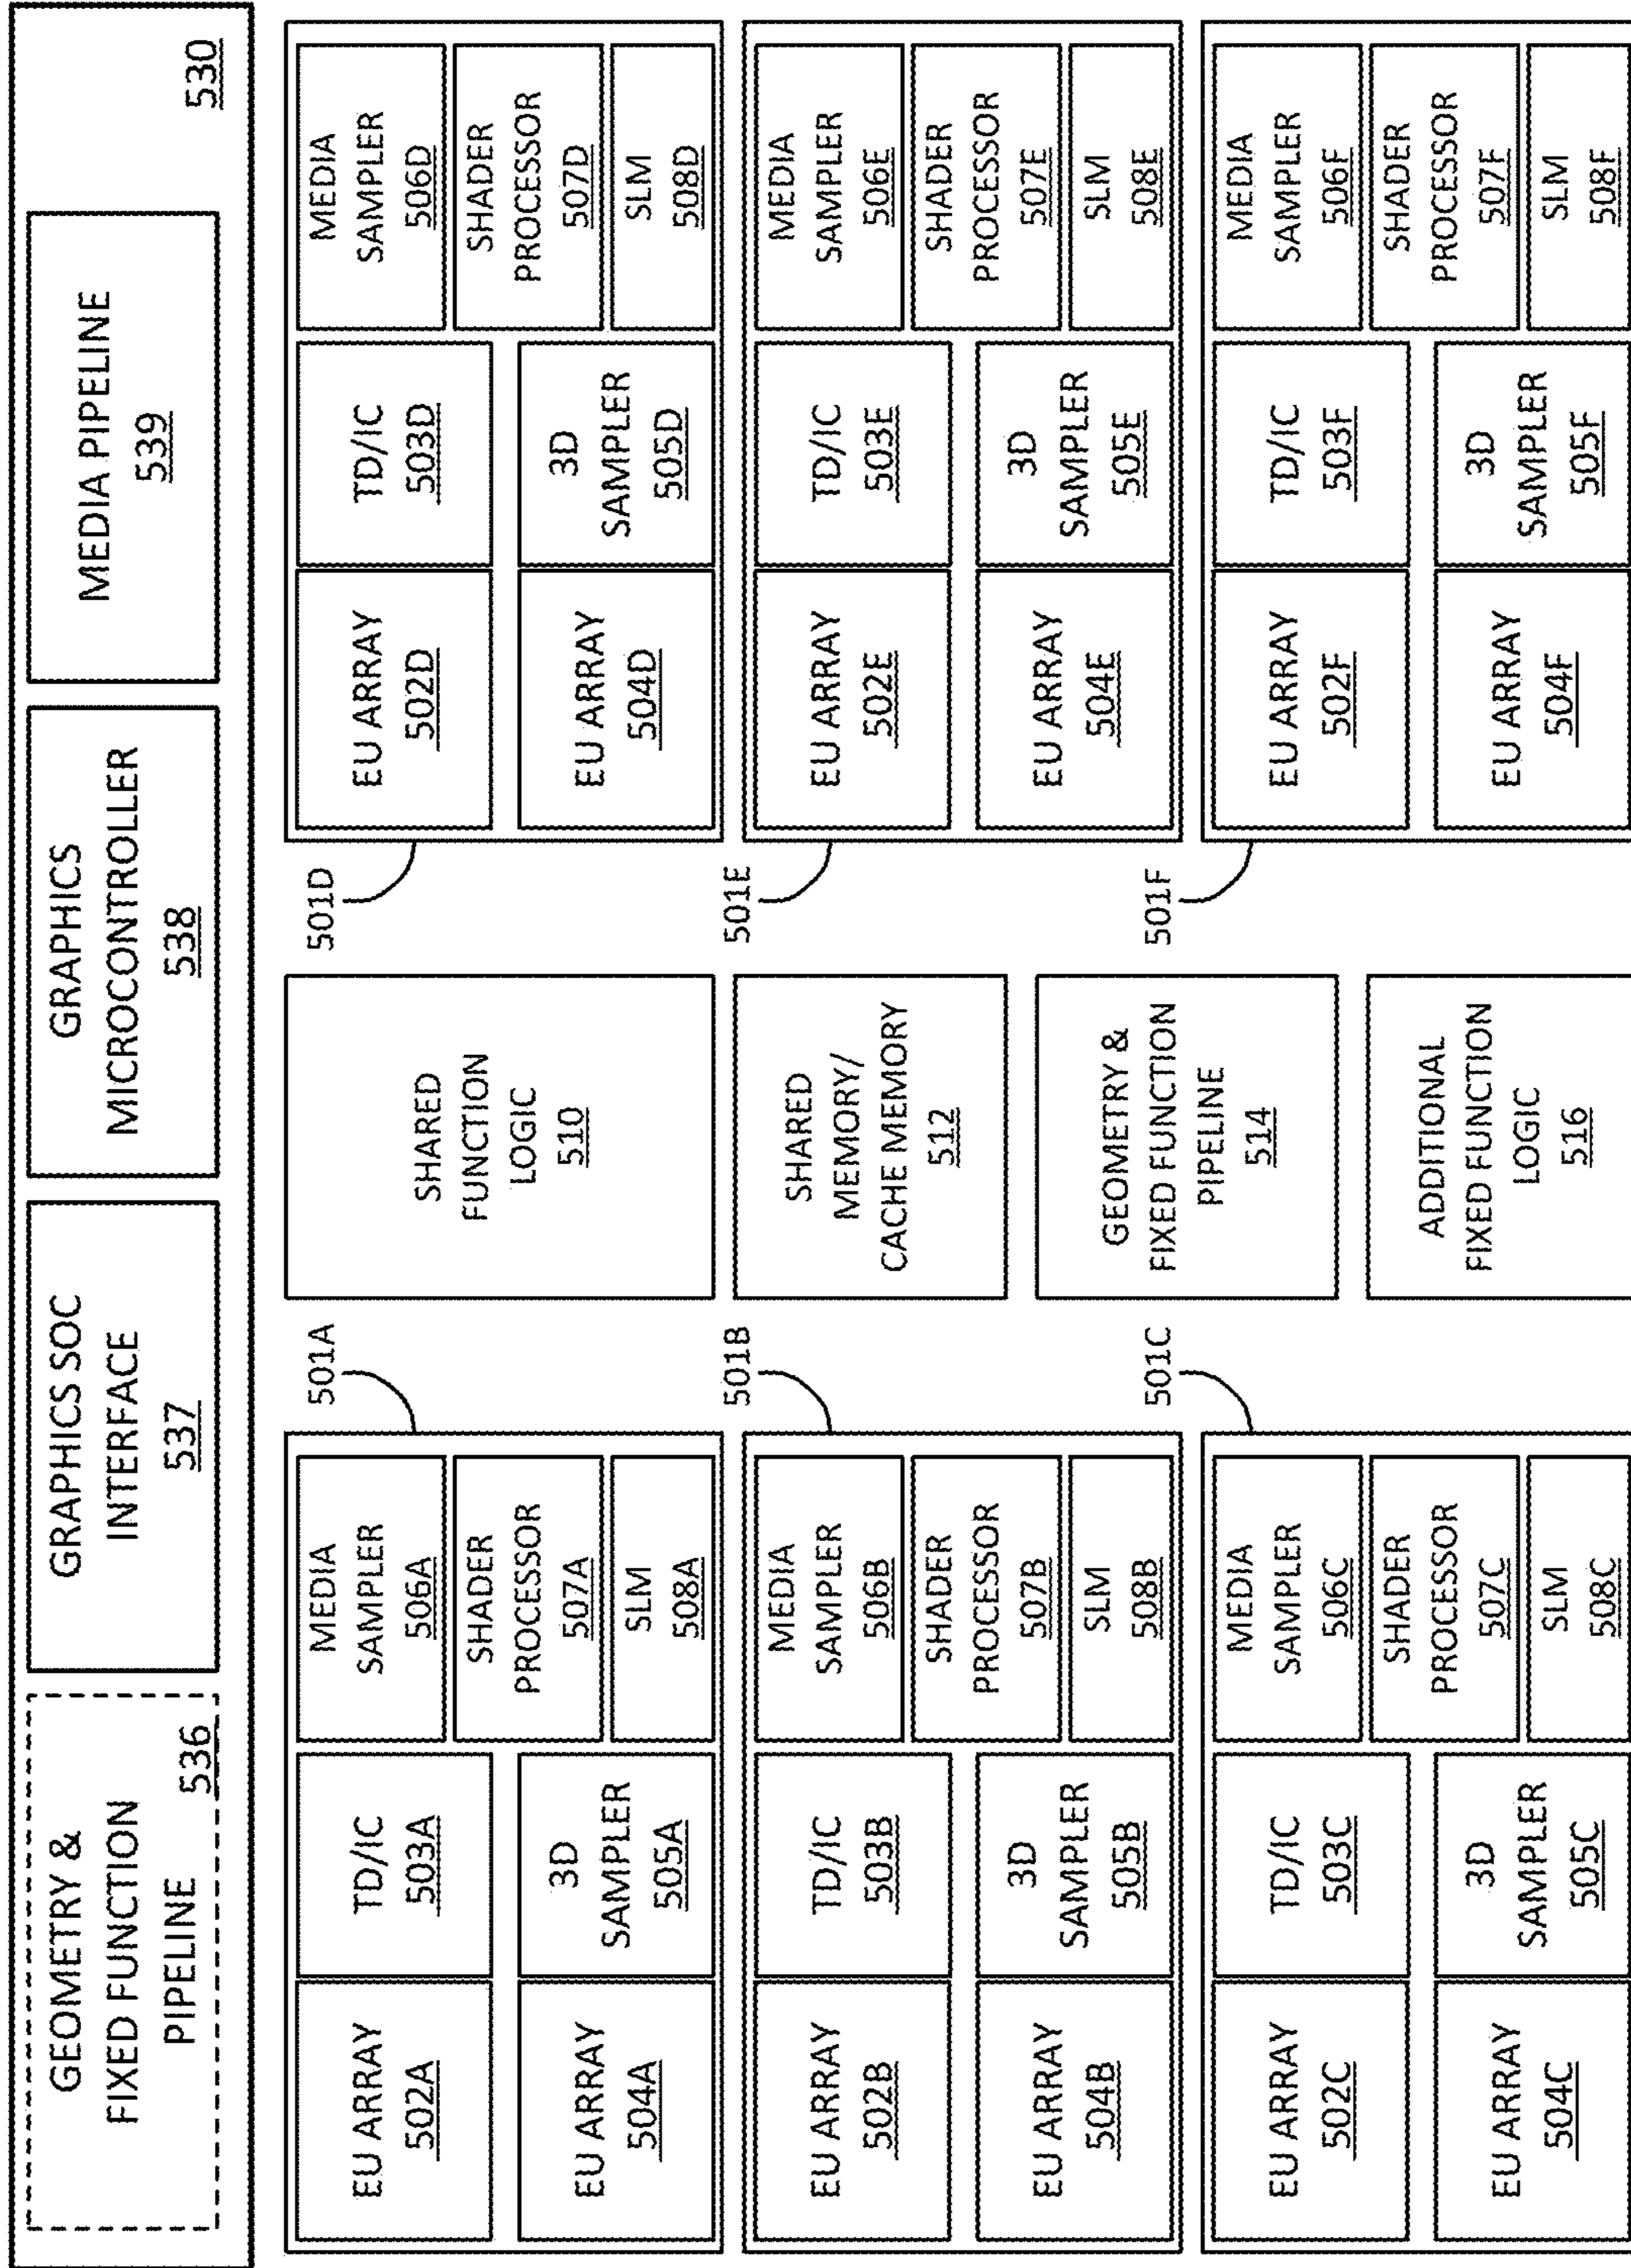 GEOMETRY &
FIXED FUNCTION
PIPELINE
536
GRAPHICS SOC
INTERFACE
537
GRAPHICS
MICROCONTROLLER
538
MEDIA PIPELINE
539
530
501A
EU ARRAY
502A
TD/IC
503A
MEDIA
SAMPLER
506A
SHADER
PROCESSOR
507A
EU ARRAY
504A
3D
SAMPLER
505A
SLM
508A
SHARED
FUNCTION
LOGIC
510
501D
EU ARRAY
502D
TD/IC
503D
MEDIA
SAMPLER
506D
SHADER
PROCESSOR
507D
EU ARRAY
504D
3D
SAMPLER
505D
SLM
508D
501B
EU ARRAY
502B
TD/IC
503B
MEDIA
SAMPLER
506B
SHADER
PROCESSOR
507B
EU ARRAY
504B
3D
SAMPLER
505B
SLM
508B
SHARED
MEMORY/
CACHE MEMORY
512
501E
EU ARRAY
502E
TD/IC
503E
MEDIA
SAMPLER
506E
SHADER
PROCESSOR
507E
EU ARRAY
504E
3D
SAMPLER
505E
SLM
508E
GEOMETRY &
FIXED FUNCTION
PIPELINE
514
501C
EU ARRAY
502C
TD/IC
503C
MEDIA
SAMPLER
506C
SHADER
PROCESSOR
507C
EU ARRAY
504C
3D
SAMPLER
505C
SLM
508C
ADDITIONAL
FIXED FUNCTION
LOGIC
516
501F
EU ARRAY
502F
TD/IC
503F
MEDIA
SAMPLER
506F
SHADER
PROCESSOR
507F
EU ARRAY
504F
3D
SAMPLER
505F
SLM
508F